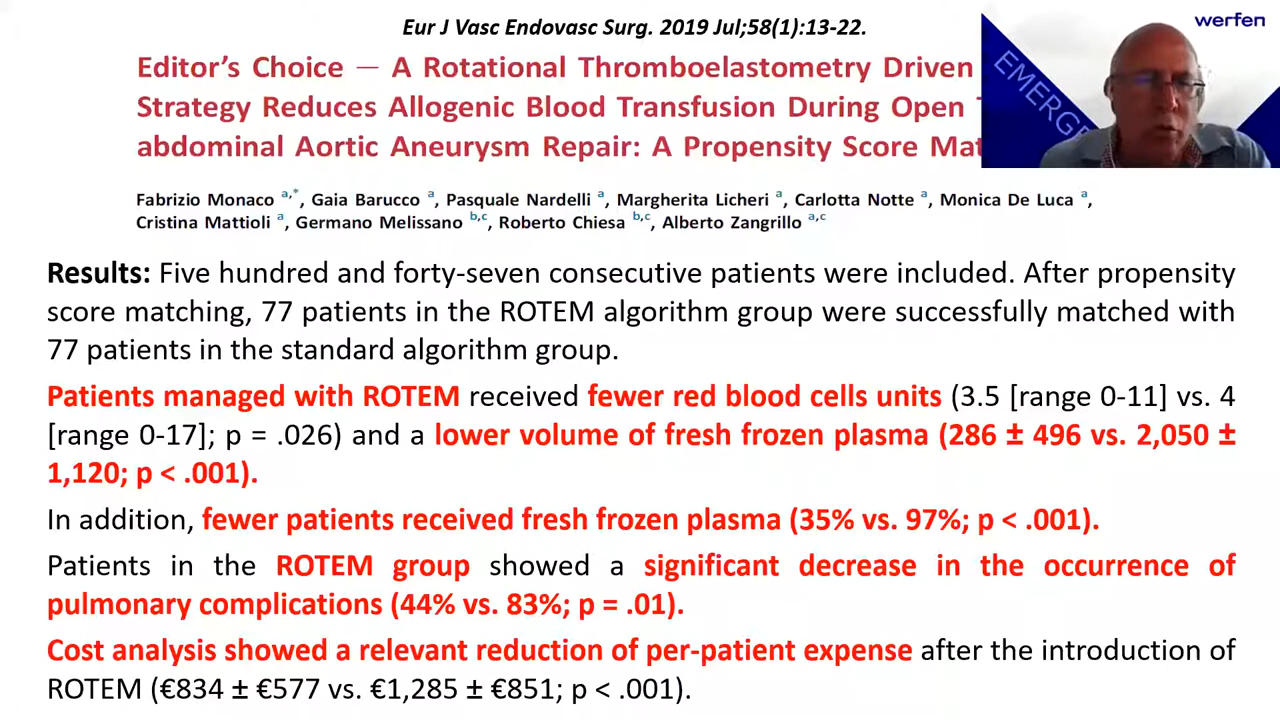 Eur J Vasc Endovasc Surg. 2019 Jul;58(1):13-22.
werfen
EMERGE
Editor's Choice — A Rotational Thromboelastometry Driven
Strategy Reduces Allogenic Blood Transfusion During Open
abdominal Aortic Aneurysm Repair: A Propensity Score
Fabrizio Monaco a,*, Gaia Barucco a, Pasquale Nardelli a, Margherita Licheri a, Carlotta Notte a, Monica De Luca a,
Cristina Mattioli a, Germano Melissano b,c, Roberto Chiesa b,c, Alberto Zangrillo a,c
Results: Five hundred and forty-seven consecutive patients were included. After propensity
score matching, 77 patients in the ROTEM algorithm group were successfully matched with
77 patients in the standard algorithm group.
Patients managed with ROTEM received fewer red blood cells units (3.5 [range 0-11] vs. 4
[range 0-17]; p = .026) and a lower volume of fresh frozen plasma (286 ± 496 vs. 2,050 ±
1,120; p < .001).
In addition, fewer patients received fresh frozen plasma (35% vs. 97%; p < .001).
Patients in the ROTEM group showed a significant decrease in the occurrence of
pulmonary complications (44% vs. 83%; p = .01).
Cost analysis showed a relevant reduction of per-patient expense after the introduction of
ROTEM (€834 ± €577 vs. €1,285 ± €851; p < .001).